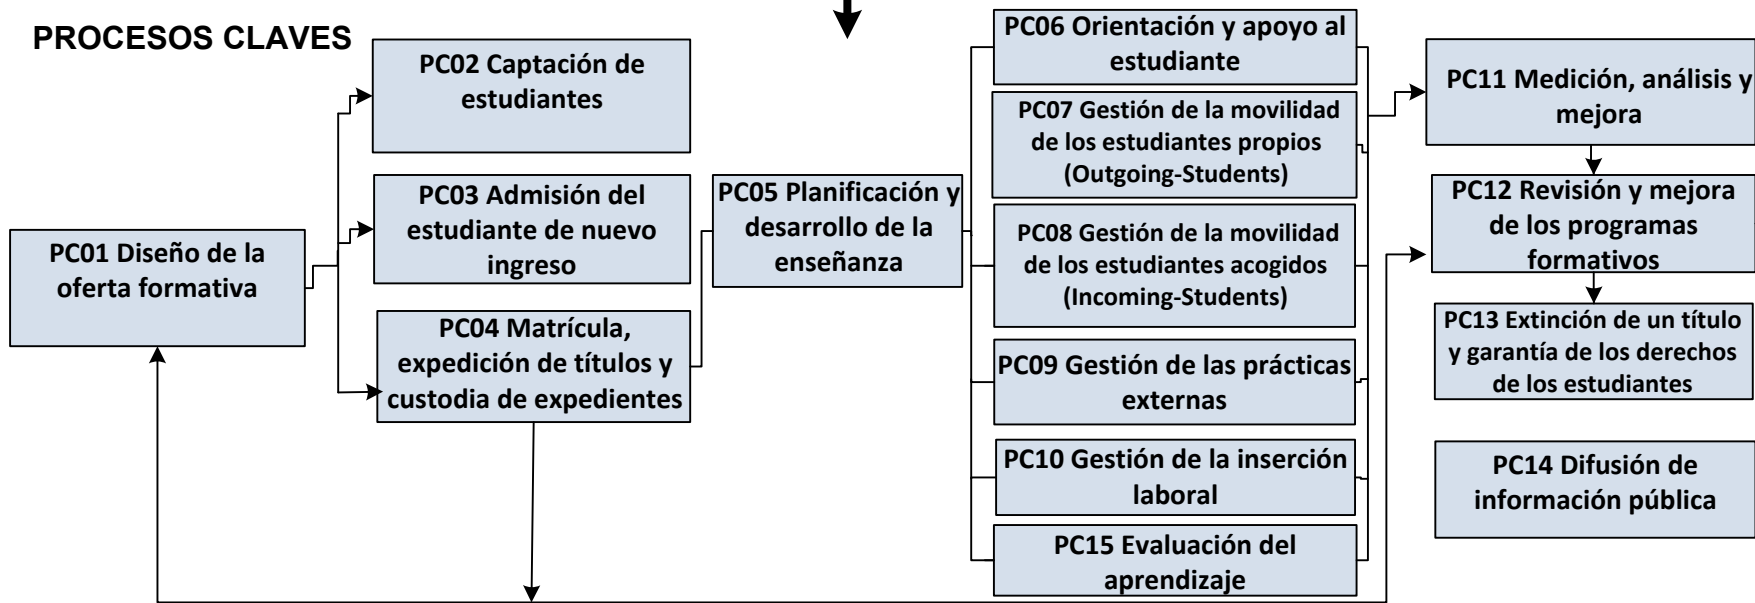 PROCESOS CLAVES
PC01 Diseño de la
oferta formativa
PC02 Captación de
estudiantes
PC03 Admisión del
estudiante de nuevo
ingreso
PC04 Matrícula,
expedición de títulos y
custodia de expedientes
PC05 Planificación y
desarrollo de la
enseñanza
PC06 Orientación y apoyo al
estudiante
PC07 Gestión de la movilidad
de los estudiantes propios
(Outgoing-Students)
PC08 Gestión de la movilidad
de los estudiantes acogidos
(Incoming-Students)
PC09 Gestión de las prácticas
externas
PC10 Gestión de la inserción
laboral
PC15 Evaluación del
aprendizaje
PC11 Medición, análisis y
mejora
PC12 Revisión y mejora
de los programas
formativos
PC13 Extinción de un título
y garantía de los derechos
de los estudiantes
PC14 Difusión de
información pública